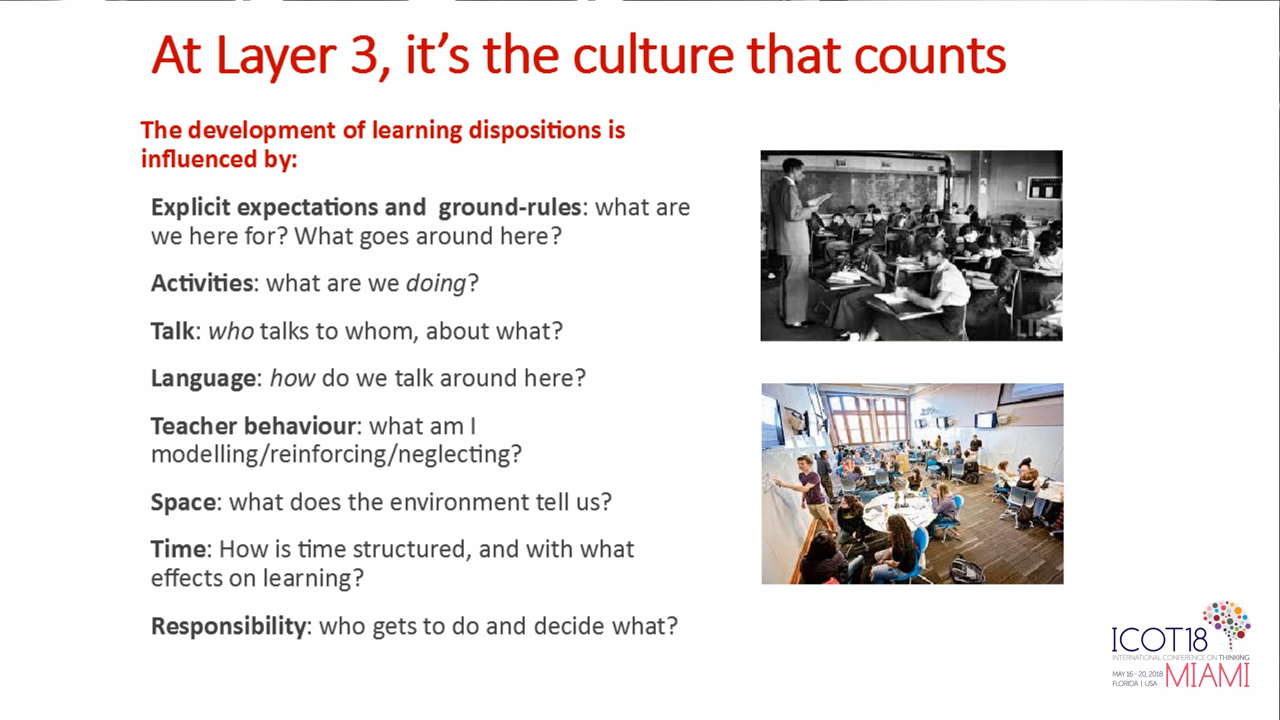 At Layer 3, it's the culture that counts
The development of learning dispositions is
influenced by:
Explicit expectations and  ground-rules: what are
we here for? What goes around here?
Activities: what are we doing?
Talk: who talks to whom, about what?
Language: how do we talk around here?
Teacher behaviour: what am I
modelling/reinforcing/neglecting?
Space: what does the environment tell us?
Time: How is time structured, and with what
effects on learning?
Responsibility: who gets to do and decide what?
LIFE
ICOT18
INTERNATIONAL CONFERENCE ON THINKING
MAY 16 - 20, 2018
FLORIDA | USA
MIAMI